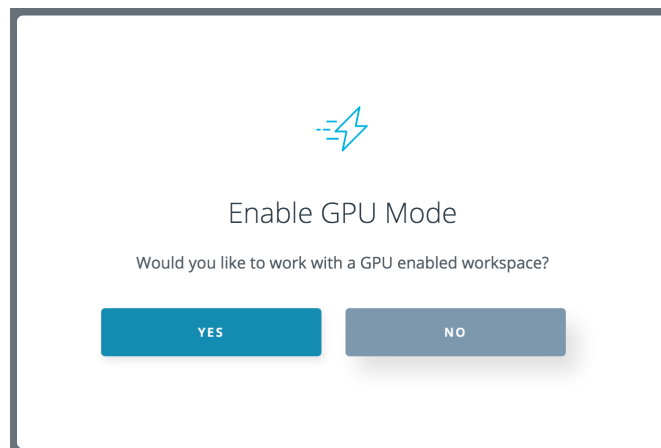 Enable GPU Mode
Would you like to work with a GPU enabled workspace?
YES
NO